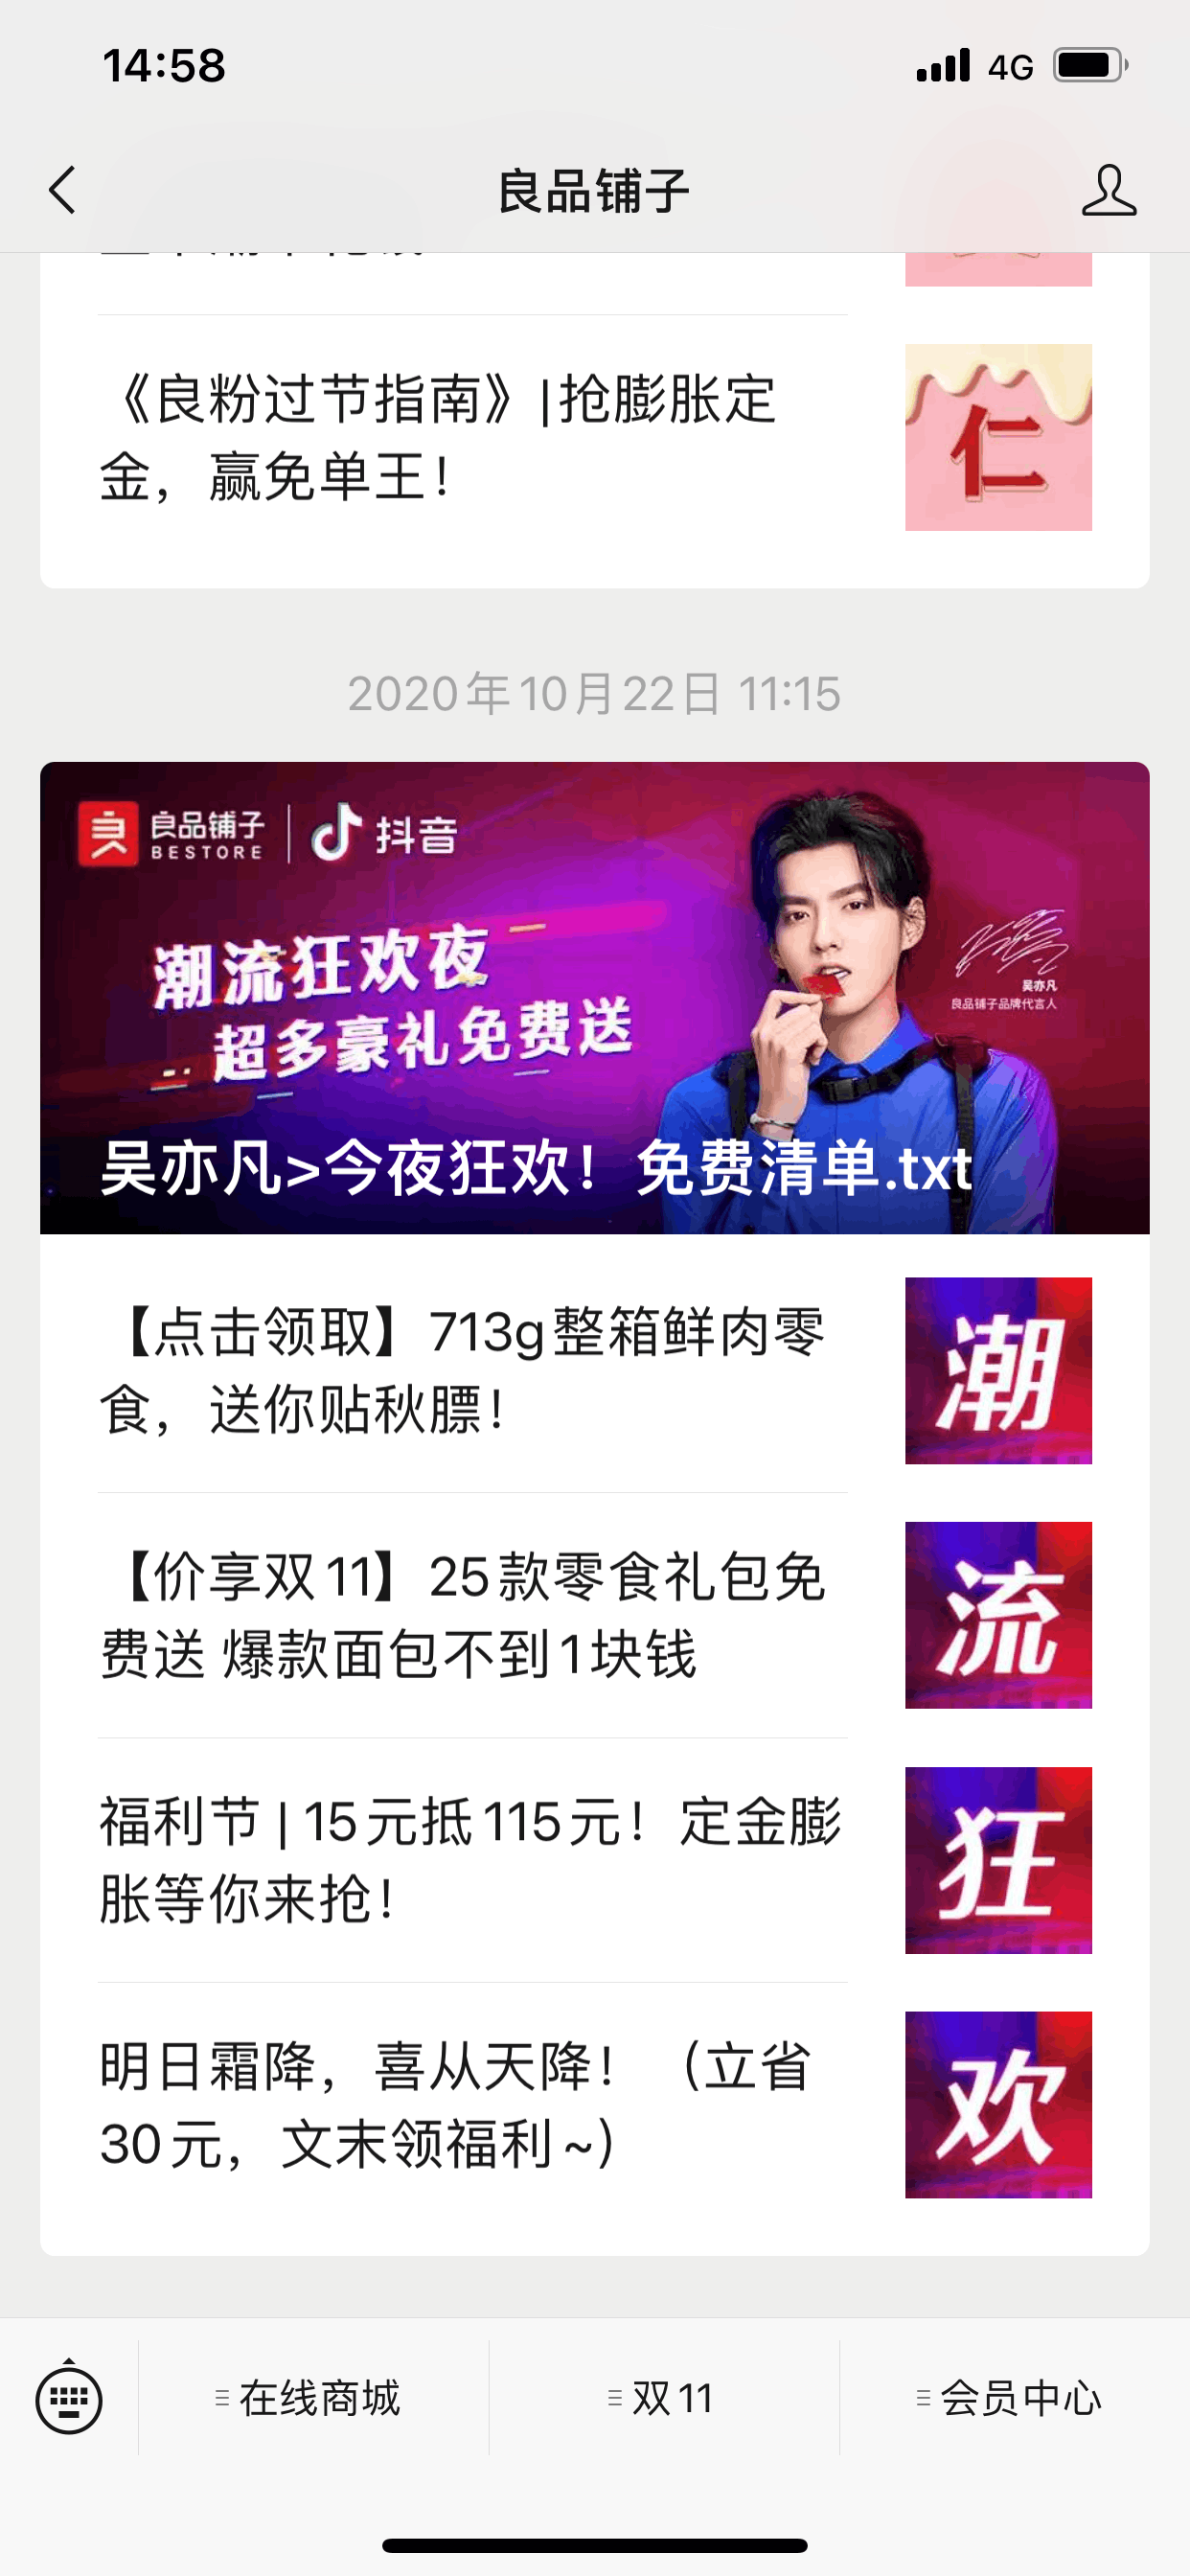 14:58
4G
良品铺子
《良粉过节指南》|抢膨胀定
金，赢免单王！
仁
2020年10月22日 11:15
良 良品铺子
BESTORE
抖音
潮流狂欢夜
超多豪礼免费送
吴亦凡
良品铺子品牌代言人
吴亦凡>今夜狂欢！免费清单.txt
【点击领取】713g整箱鲜肉零
食，送你贴秋膘！
潮
【价享双11】25款零食礼包免
费送 爆款面包不到1块钱
流
福利节 | 15元抵115元！定金膨
胀等你来抢！
狂
明日霜降，喜从天降！（立省
30元，文末领福利~）
欢
在线商城
双11
会员中心